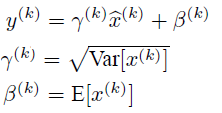 y^{(k)} = γ^{(k)} x̂^{(k)} + β^{(k)}
γ^{(k)} = √Var[x^{(k)}]
β^{(k)} = E[x^{(k)}]